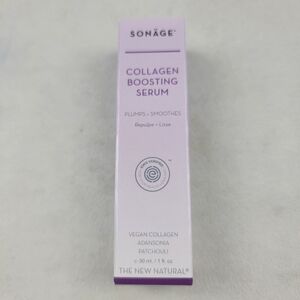 SONÄGE
COLLAGEN
BOOSTING
SERUM
PLUMPS + SMOOTHES
Repulpe + Lisse
VEGAN COLLAGEN
ADANSONIA
PATCHOULI
℮ 30 ml / 1 fl oz
THE NEW NATURAL®